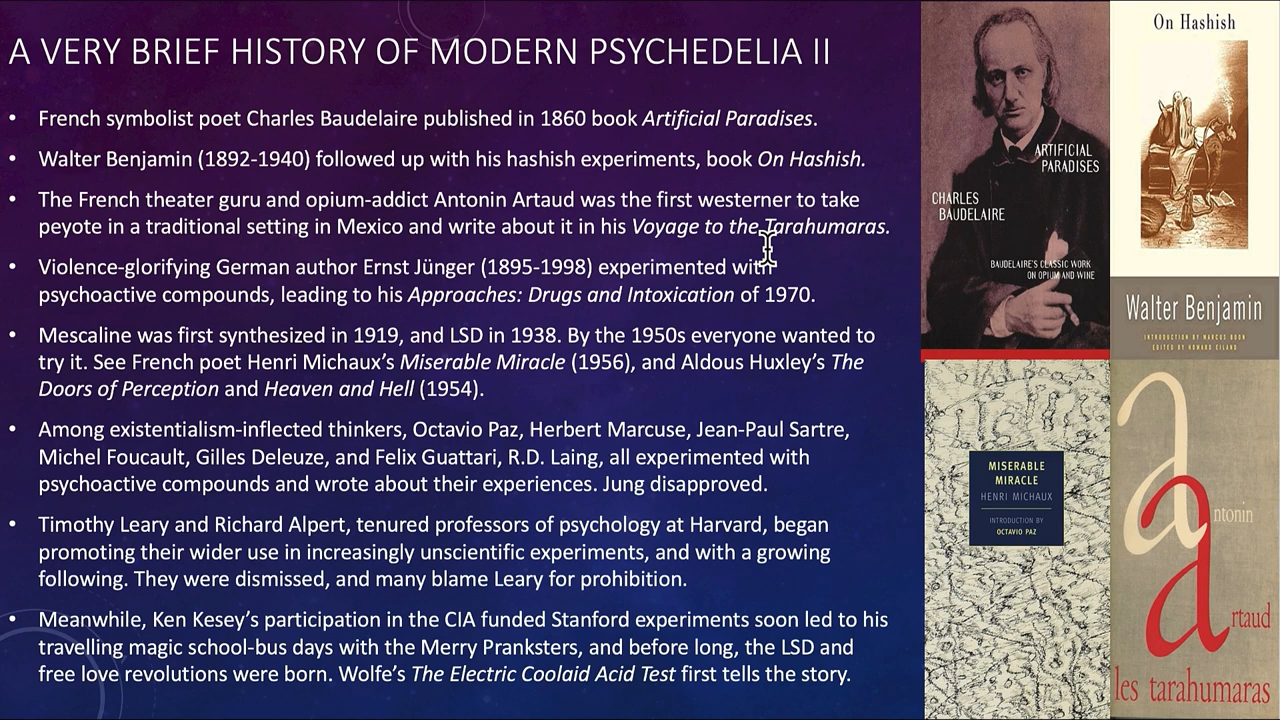 A VERY BRIEF HISTORY OF MODERN PSYCHEDELIA II
• French symbolist poet Charles Baudelaire published in 1860 book Artificial Paradises.
• Walter Benjamin (1892-1940) followed up with his hashish experiments, book On Hashish.
• The French theater guru and opium-addict Antonin Artaud was the first westerner to take
peyote in a traditional setting in Mexico and write about it in his Voyage to the Tarahumaras.
• Violence-glorifying German author Ernst Jünger (1895-1998) experimented with
psychoactive compounds, leading to his Approaches: Drugs and Intoxication of 1970.
• Mescaline was first synthesized in 1919, and LSD in 1938. By the 1950s everyone wanted to
try it. See French poet Henri Michaux’s Miserable Miracle (1956), and Aldous Huxley’s The
Doors of Perception and Heaven and Hell (1954).
• Among existentialism-inflected thinkers, Octavio Paz, Herbert Marcuse, Jean-Paul Sartre,
Michel Foucault, Gilles Deleuze, and Felix Guattari, R.D. Laing, all experimented with
psychoactive compounds and wrote about their experiences. Jung disapproved.
• Timothy Leary and Richard Alpert, tenured professors of psychology at Harvard, began
promoting their wider use in increasingly unscientific experiments, and with a growing
following. They were dismissed, and many blame Leary for prohibition.
• Meanwhile, Ken Kesey’s participation in the CIA funded Stanford experiments soon led to his
travelling magic school-bus days with the Merry Pranksters, and before long, the LSD and
free love revolutions were born. Wolfe’s The Electric Coolaid Acid Test first tells the story.
ARTIFICIAL
PARADISES
CHARLES
BAUDELAIRE
BAUDELAIRE'S CLASSIC WORK
ON OPIUM AND WINE
On Hashish
Walter Benjamin
INTRODUCTION BY MARCUS BOON
EDITED BY HOWARD EILAND
MISERABLE
MIRACLE
HENRI MICHAUX
INTRODUCTION BY
OCTAVIO PAZ
antonin
artaud
les tarahumaras